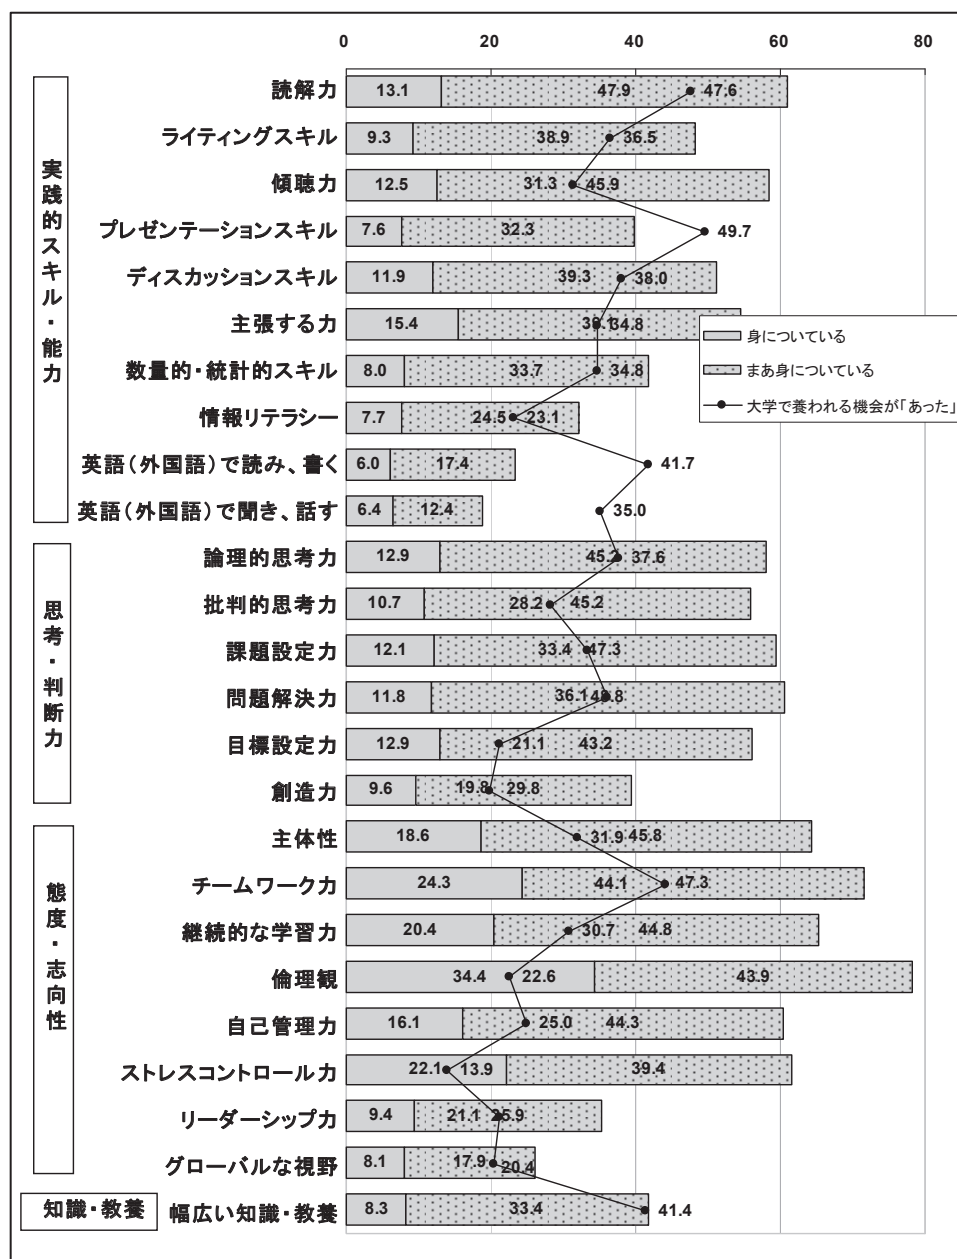 0 20 40 60 80
実践的スキル・能力
読解力 13.1 47.9 47.6
ライティングスキル 9.3 38.9 36.5
傾聴力 12.5 31.3 45.9
プレゼンテーションスキル 7.6 32.3 49.7
ディスカッションスキル 11.9 39.3 38.0
主張する力 15.4 34.8
数量的・統計的スキル 8.0 33.7 34.8
情報リテラシー 7.7 24.5 23.1
英語(外国語)で読み、書く 6.0 17.4 41.7
英語(外国語)で聞き、話す 6.4 12.4 35.0
身についている
まあ身についている
大学で養われる機会が「あった」
思考・判断力
論理的思考力 12.9 37.6
批判的思考力 10.7 28.2 45.2
課題設定力 12.1 33.4 47.3
問題解決力 11.8 36.1
目標設定力 12.9 21.1 43.2
創造力 9.6 19.8 29.8
態度・志向性
主体性 18.6 31.9 45.8
チームワーク力 24.3 44.1 47.3
継続的な学習力 20.4 30.7 44.8
倫理観 34.4 22.6 43.9
自己管理力 16.1 25.0 44.3
ストレスコントロール力 22.1 13.9 39.4
リーダーシップ力 9.4 21.1 25.9
グローバルな視野 8.1 17.9 20.4
知識・教養
幅広い知識・教養 8.3 33.4 41.4